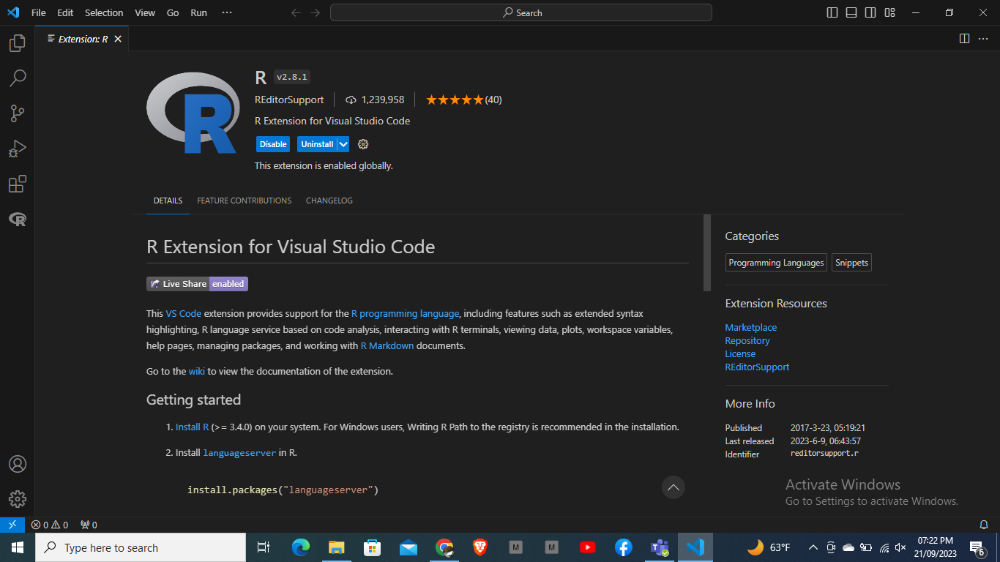 File Edit Selection View Go Run ···
Search
Extension: R
R v2.8.1
REditorSupport 1,239,958 (40)
R Extension for Visual Studio Code
Disable Uninstall
This extension is enabled globally.
DETAILS FEATURE CONTRIBUTIONS CHANGELOG
R Extension for Visual Studio Code
Live Share enabled
This VS Code extension provides support for the R programming language, including features such as extended syntax
highlighting, R language service based on code analysis, interacting with R terminals, viewing data, plots, workspace variables,
help pages, managing packages, and working with R Markdown documents.
Go to the wiki to view the documentation of the extension.
Getting started
1. Install R (>= 3.4.0) on your system. For Windows users, Writing R Path to the registry is recommended in the installation.
2. Install languageserver in R.
install.packages("languageserver")
Categories
Programming Languages Snippets
Extension Resources
Marketplace
Repository
License
REditorSupport
More Info
Published 2017-3-23, 05:19:21
Last released 2023-6-9, 06:43:57
Identifier reditorsupport.r
Activate Windows
Go to Settings to activate Windows.
0 0 0
Type here to search
M M
63°F
07:22 PM
21/09/2023
6